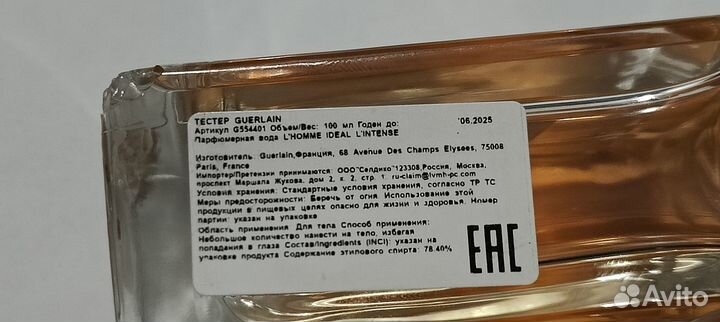 ТЕСТЕР GUERLAIN
Артикул G554401 Объем/Вес: 100 мл Годен до: '06.2025
Парфюмерная вода L'HOMME IDEAL L'INTENSE
Изготовитель: Guerlain,Франция, 68 Avenue Des Champs Elysees, 75008
Paris, France
Импортер/Претензии принимаются: ООО"Селдико"123308,Россия, Москва,
проспект Маршала Жукова, дом 2, к. 2, стр. 1, ru-claim@lvmh-pc.com
Условия хранения: Стандартные условия хранения, согласно ТР ТС
Меры предосторожности: Беречь от огня Использование этой
продукции в пищевых целях опасно для жизни и здоровья. Номер
партии: указан на упаковке
Область применения: Для тела Способ применения:
Небольшое количество нанести на тело, избегая
попадания в глаза Состав/Ingredients (INCI): указан на
упаковке продукта Содержание этилового спирта: 78.40%
EAC
Avito